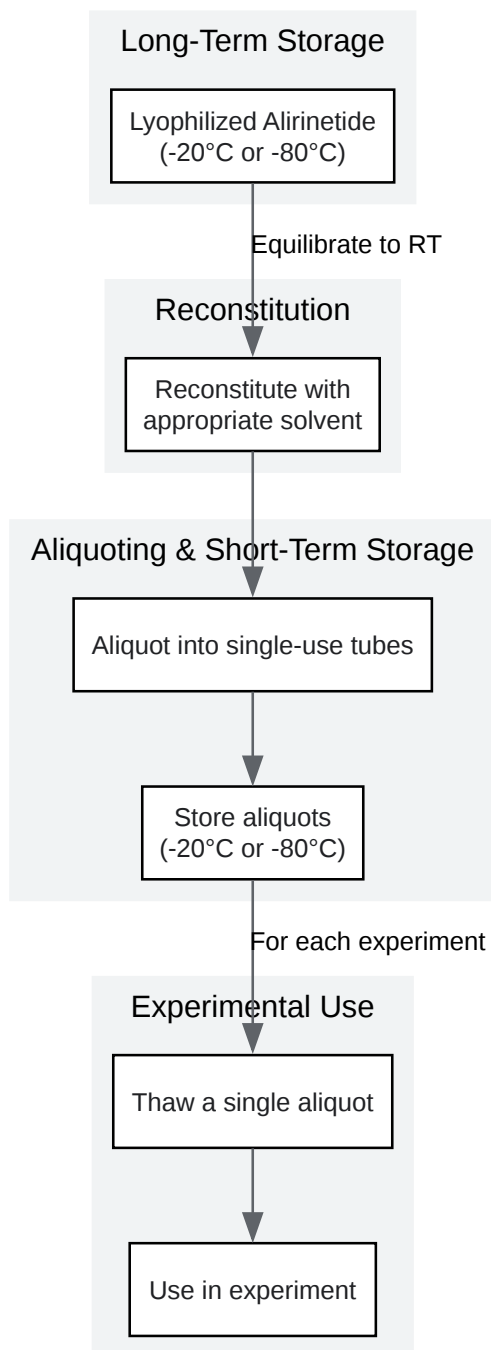 Long-Term Storage
Lyophilized Alirinetide
(-20°C or -80°C)
Equilibrate to RT
Reconstitution
Reconstitute with
appropriate solvent
Aliquoting & Short-Term Storage
Aliquot into single-use tubes
Store aliquots
(-20°C or -80°C)
For each experiment
Experimental Use
Thaw a single aliquot
Use in experiment